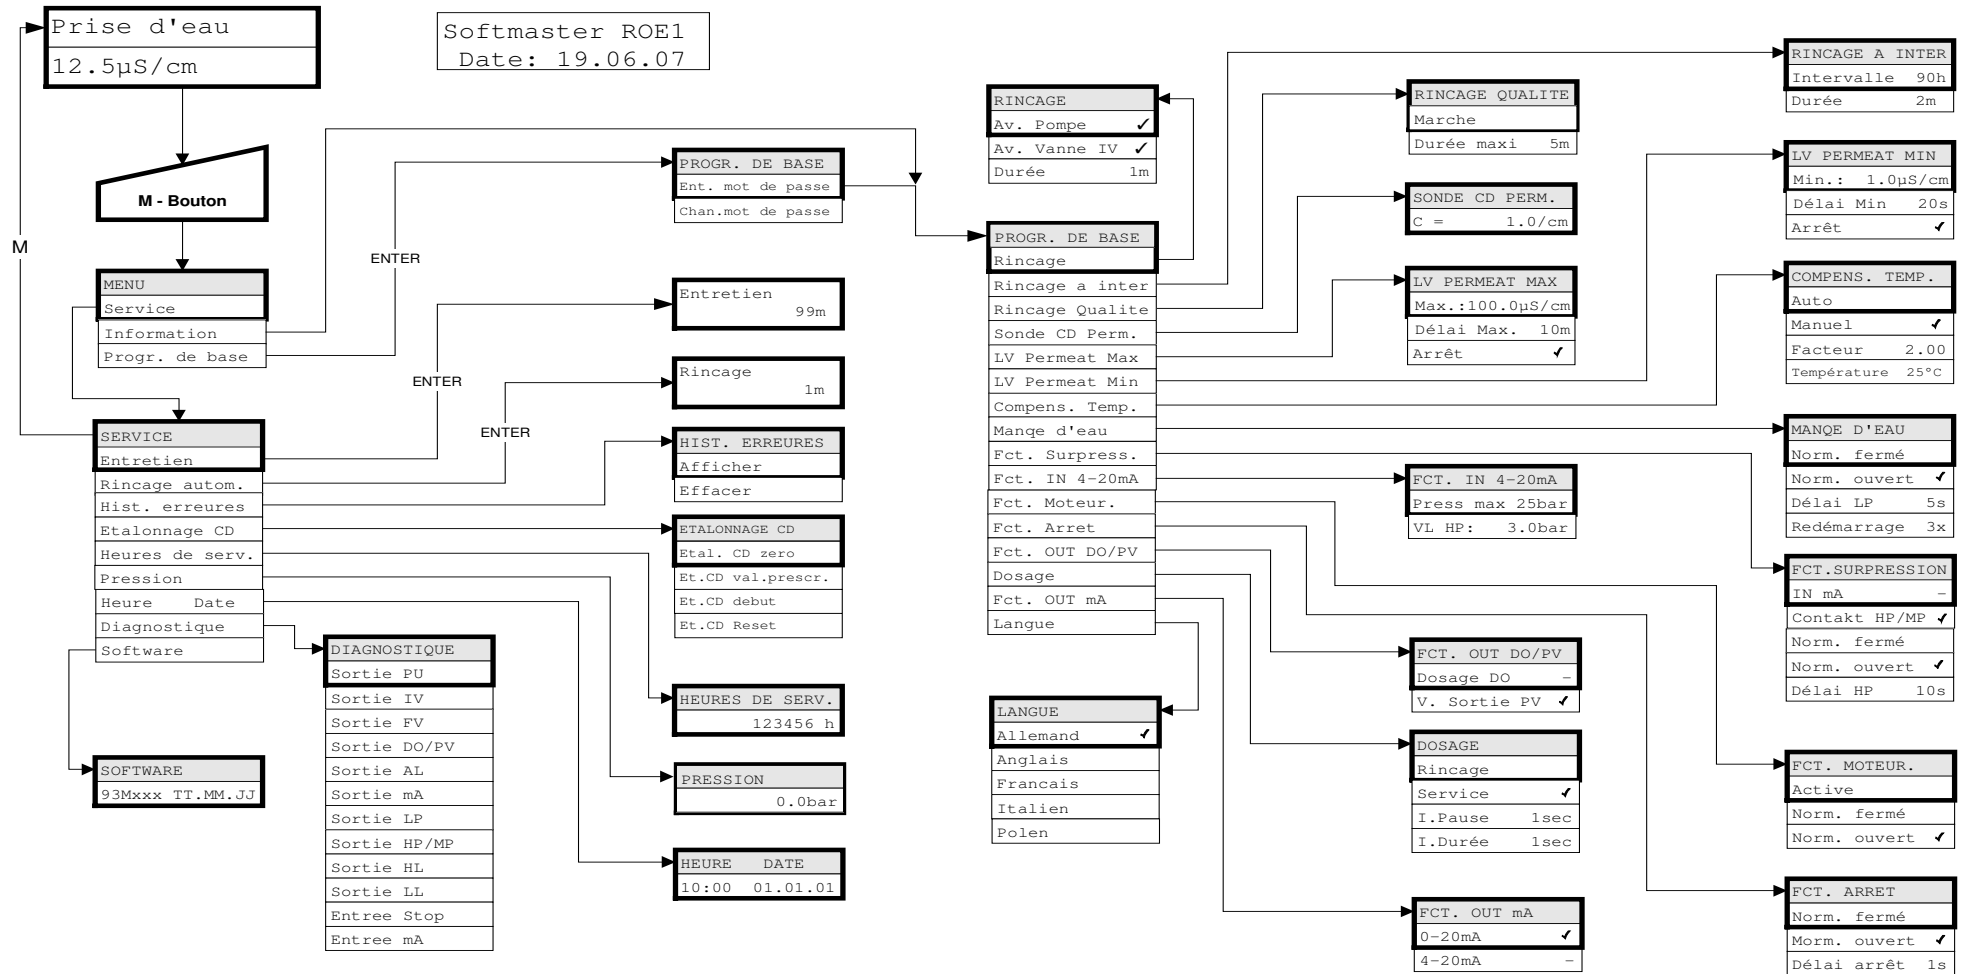 Prise d'eau
12.5µS/cm
Softmaster ROE1
Date: 19.06.07
M - Bouton
M
MENU
Service
Information
Progr. de base
ENTER
ENTER
ENTER
SERVICE
Entretien
Rincage autom.
Hist. erreures
Etalonnage CD
Heures de serv.
Pression
Heure Date
Diagnostique
Software
SOFTWARE
93Mxxx TT.MM.JJ
DIAGNOSTIQUE
Sortie PU
Sortie IV
Sortie FV
Sortie DO/PV
Sortie AL
Sortie mA
Sortie LP
Sortie HP/MP
Sortie HL
Sortie LL
Entree Stop
Entree mA
PROGR. DE BASE
Ent. mot de passe
Chan.mot de passe
Entretien
99m
Rincage
1m
HIST. ERREURES
Afficher
Effacer
ETALONNAGE CD
Etal. CD zero
Et.CD val.prescr.
Et.CD debut
Et.CD Reset
HEURES DE SERV.
123456 h
PRESSION
0.0bar
HEURE DATE
10:00 01.01.01
RINCAGE
Av. Pompe ✓
Av. Vanne IV ✓
Durée 1m
PROGR. DE BASE
Rincage
Rincage a inter
Rincage Qualite
Sonde CD Perm.
LV Permeat Max
LV Permeat Min
Compens. Temp.
Manqe d'eau
Fct. Surpress.
Fct. IN 4-20mA
Fct. Moteur.
Fct. Arret
Fct. OUT DO/PV
Dosage
Fct. OUT mA
Langue
LANGUE
Allemand ✓
Anglais
Francais
Italien
Polen
RINCAGE QUALITE
Marche
Durée maxi 5m
SONDE CD PERM.
C = 1.0/cm
LV PERMEAT MAX
Max.:100.0µS/cm
Délai Max. 10m
Arrêt ✓
FCT. IN 4-20mA
Press max 25bar
VL HP: 3.0bar
FCT. OUT DO/PV
Dosage DO -
V. Sortie PV ✓
DOSAGE
Rincage
Service ✓
I.Pause 1sec
I.Durée 1sec
FCT. OUT mA
0-20mA ✓
4-20mA -
RINCAGE A INTER
Intervalle 90h
Durée 2m
LV PERMEAT MIN
Min.: 1.0µS/cm
Délai Min 20s
Arrêt ✓
COMPENS. TEMP.
Auto
Manuel ✓
Facteur 2.00
Température 25°C
MANQE D'EAU
Norm. fermé
Norm. ouvert ✓
Délai LP 5s
Redémarrage 3x
FCT.SURPRESSION
IN mA -
Contakt HP/MP ✓
Norm. fermé
Norm. ouvert ✓
Délai HP 10s
FCT. MOTEUR.
Active
Norm. fermé
Norm. ouvert ✓
FCT. ARRET
Norm. fermé
Morm. ouvert ✓
Délai arrêt 1s